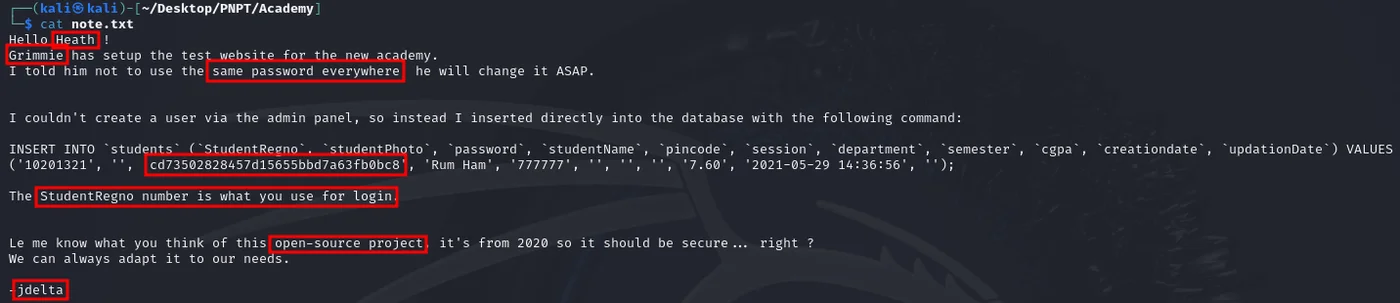 ┌──(kali㉿kali)-[~/Desktop/PNPT/Academy]
└─$ cat note.txt
Hello Heath !
Grimmie has setup the test website for the new academy.
I told him not to use the same password everywhere he will change it ASAP.
I couldn't create a user via the admin panel, so instead I inserted directly into the database with the following command:
INSERT INTO `students` (`StudentRegno`, `studentPhoto`, `password`, `studentName`, `pincode`, `session`, `department`, `semester`, `cgpa`, `creationdate`, `updationDate`) VALUES
('10201321', '', 'cd73502828457d15655bbd7a63fb0bc8', 'Rum Ham', '777777', '', '', '', '7.60', '2021-05-29 14:36:56', '');
The StudentRegno number is what you use for login.
Le me know what you think of this open-source project, it's from 2020 so it should be secure... right ?
We can always adapt it to our needs.
-jdelta